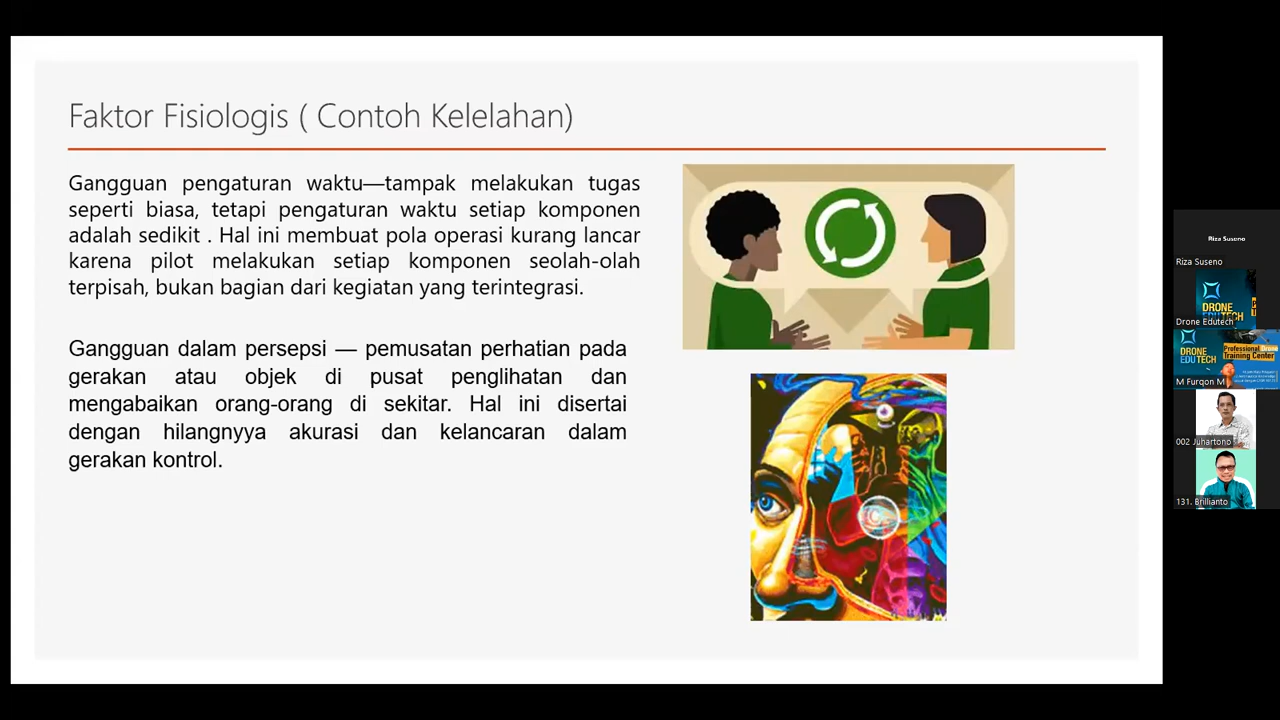 Faktor Fisiologis ( Contoh Kelelahan)
Gangguan pengaturan waktu—tampak melakukan tugas
seperti biasa, tetapi pengaturan waktu setiap komponen
adalah sedikit . Hal ini membuat pola operasi kurang lancar
karena pilot melakukan setiap komponen seolah-olah
terpisah, bukan bagian dari kegiatan yang terintegrasi.
Gangguan dalam persepsi — pemusatan perhatian pada
gerakan atau objek di pusat penglihatan dan
mengabaikan orang-orang di sekitar. Hal ini disertai
dengan hilangnyya akurasi dan kelancaran dalam
gerakan kontrol.
Riza Suseno
Riza Suseno
DRONE
EDUTECH
Drone Edutech
DRONE
EDUTECH
Professional Drone
Training Center
M Furqon M
002 Juhartono
131. Brillianto